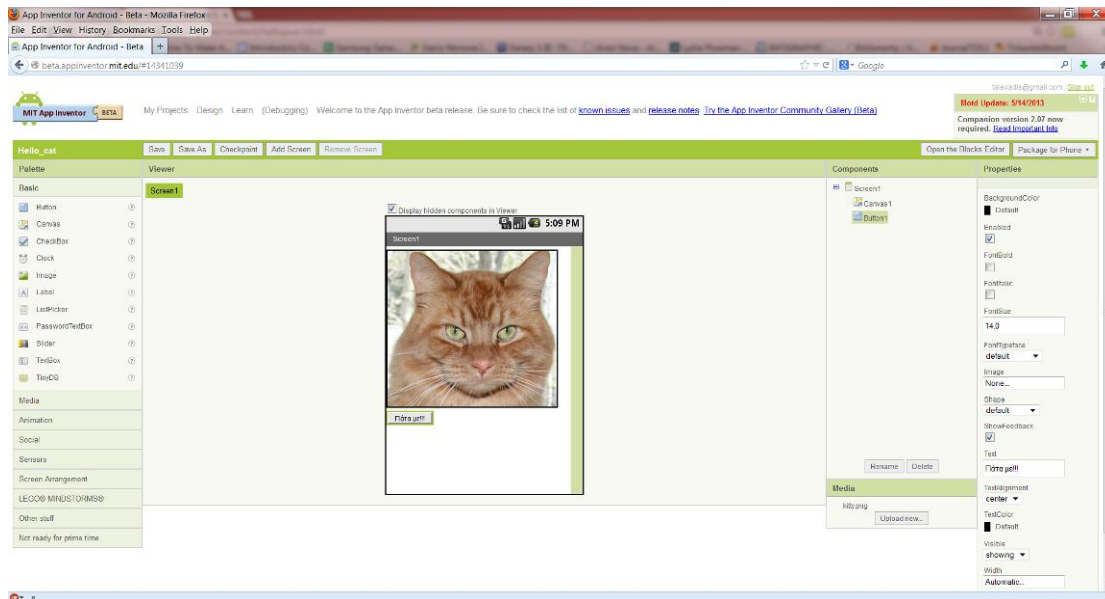 App Inventor for Android - Beta - Mozilla Firefox
File Edit View History Bookmarks Tools Help
App Inventor for Android - Beta
beta.appinventor.mit.edu/#14341039
Google
MIT App Inventor BETA
My Projects Design Learn (Debugging) Welcome to the App Inventor beta release. Be sure to check the list of known issues and release notes. Try the App Inventor Community Gallery (Beta)
Sign out
Mord Update: 5/14/2013
Companion version 2.07 now
required. Read Important Info
Hello_cat
Save Save As Checkpoint Add Screen Remove Screen
Open the Blocks Editor Package for Phone
Palette
Basic
Button
Canvas
CheckBox
Clock
Image
Label
ListPicker
PasswordTextBox
Slider
TextBox
TinyDB
Media
Animation
Social
Sensors
Screen Arrangement
LEGO® MINDSTORMS®
Other stuff
Not ready for prime time
Viewer
Screen1
Display hidden components in Viewer
5:09 PM
Screen1
Πάτα με!!!
Components
Screen1
Canvas1
Button1
Rename Delete
Media
kitty.png
Upload new...
Properties
BackgroundColor
Default
Enabled
FontBold
FontItalic
FontSize
14.0
FontTypeface
default
Image
None...
Shape
default
ShowFeedback
Text
Πάτα με!!!
TextAlignment
center
TextColor
Default
Visible
showing
Width
Automatic...